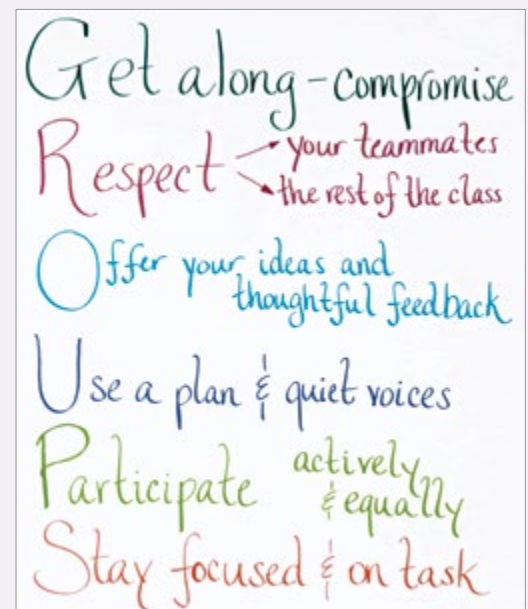 Get along - compromise
Respect your teammates
the rest of the class
Offer your ideas and
thoughtful feedback
Use a plan & quiet voices
Participate actively
& equally
Stay focused & on task